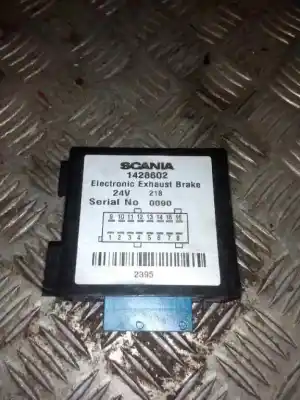 SCANIA
1428602
Electronic Exhaust Brake
24V 218
Serial No 0090
9 10 11 12 13 14 15 16
1 2 3 4 5 6 7 8
2395